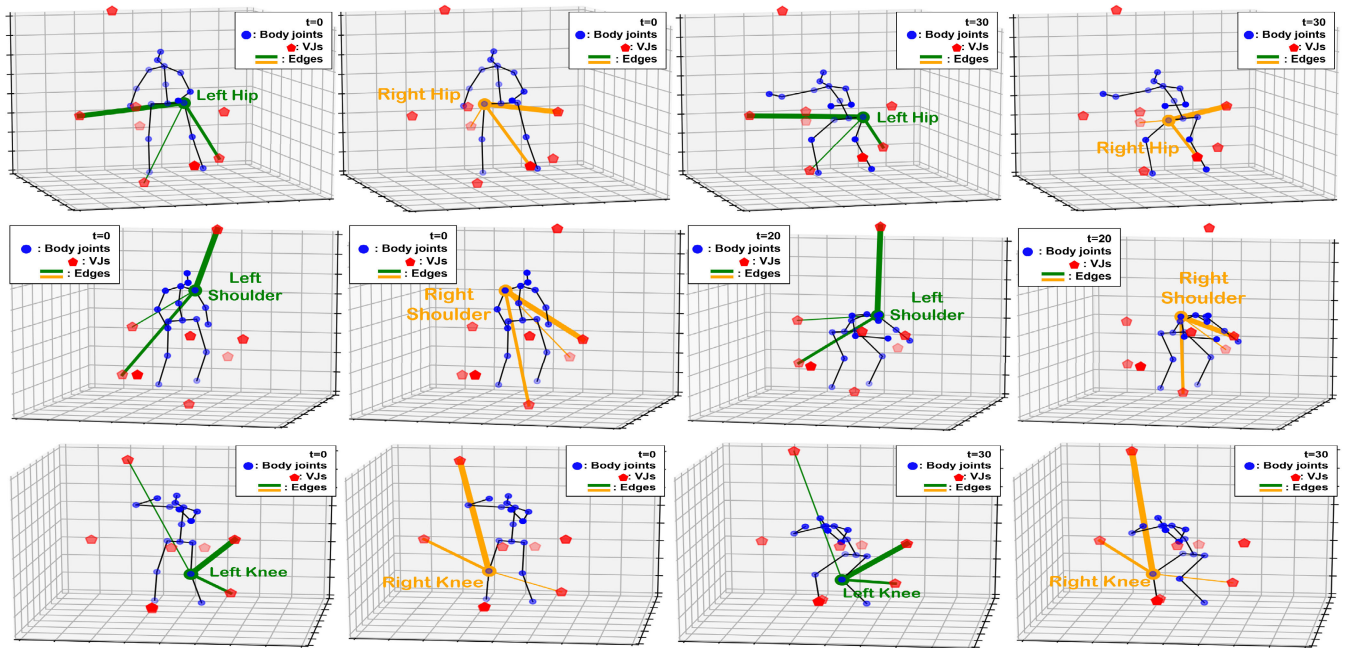 t=0
: Body joints
: VJs
: Edges
Left Hip
t=0
: Body joints
: VJs
: Edges
Right Hip
t=30
: Body joints
: VJs
: Edges
Left Hip
t=30
: Body joints
: VJs
: Edges
Right Hip
t=0
: Body joints
: VJs
: Edges
Left
Shoulder
t=0
: Body joints
: VJs
: Edges
Right
Shoulder
t=20
: Body joints
: VJs
: Edges
Left
Shoulder
t=20
: Body joints
: VJs
: Edges
Right
Shoulder
t=0
: Body joints
: VJs
: Edges
Left Knee
t=0
: Body joints
: VJs
: Edges
Right Knee
t=30
: Body joints
: VJs
: Edges
Left Knee
t=30
: Body joints
: VJs
: Edges
Right Knee